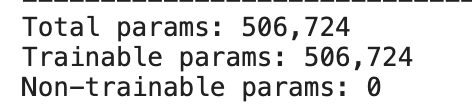 Total params: 506,724
Trainable params: 506,724
Non-trainable params: 0